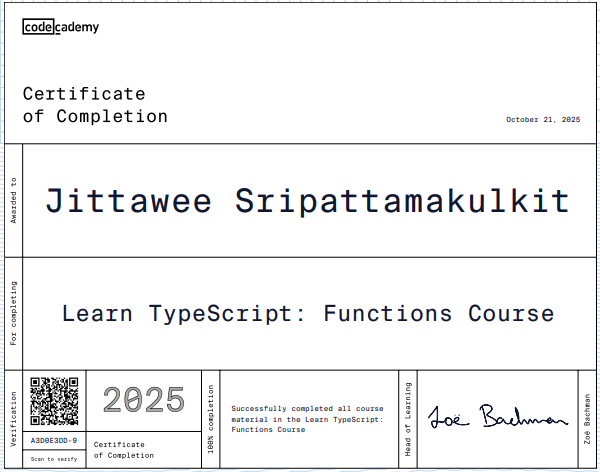 codecademy
Certificate
of Completion
October 21, 2025
Awarded to
Jittawee Sripattamakulkit
For completing
Learn TypeScript: Functions Course
Verification
A3D0E3DD-9
Scan to verify
2025
Certificate
of Completion
100% completion
Successfully completed all course
material in the Learn TypeScript:
Functions Course
Head of Learning
Zoë Bachman
Zoë Bachman